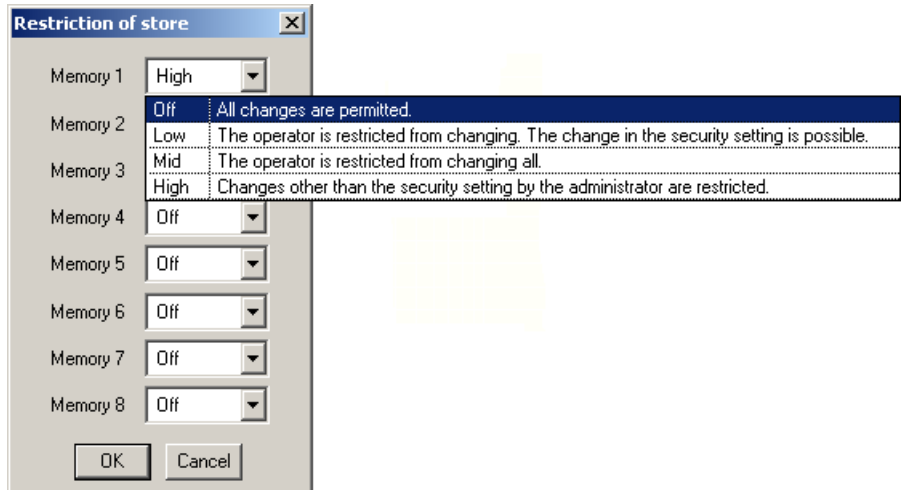 Restriction of store
Memory 1 High
Off All changes are permitted.
Memory 2
Low The operator is restricted from changing. The change in the security setting is possible.
Mid The operator is restricted from changing all.
Memory 3
High Changes other than the security setting by the administrator are restricted.
Memory 4 Off
Memory 5 Off
Memory 6 Off
Memory 7 Off
Memory 8 Off
OK Cancel